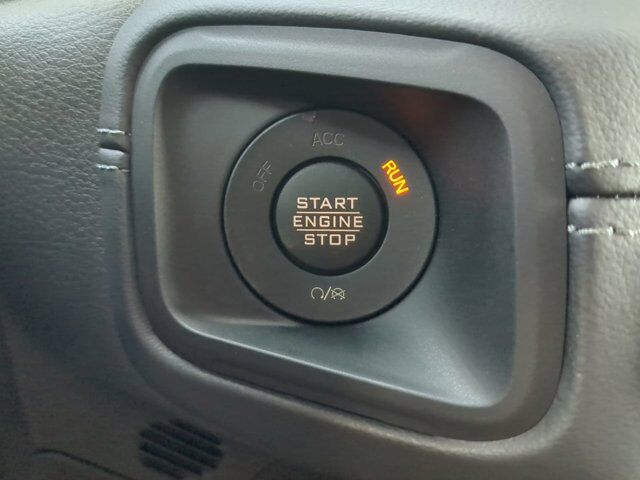 ACC
OFF
RUN
START
ENGINE
STOP